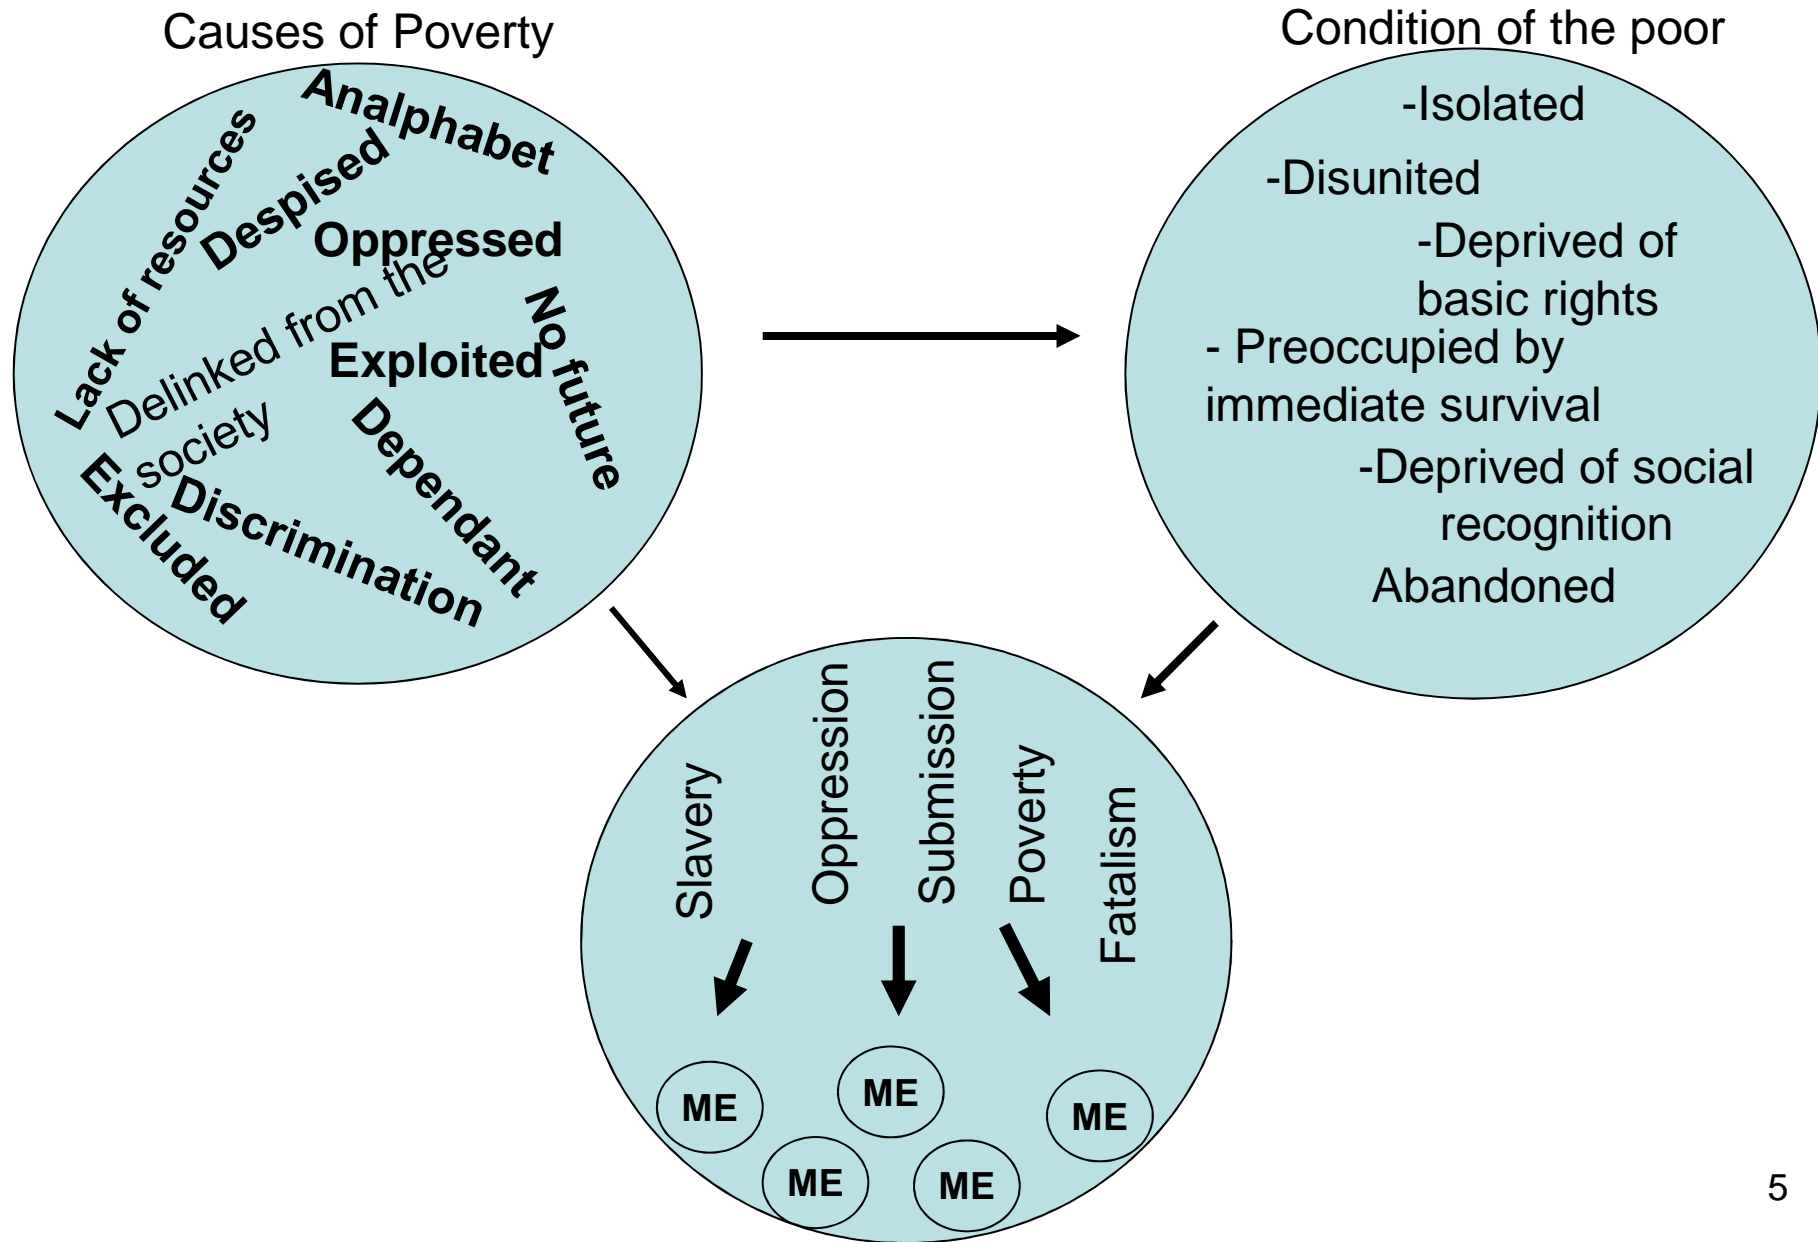 Causes of Poverty
Analphabet
Lack of resources
Despised
Oppressed
Delinked from the
society
No future
Exploited
Dependant
Excluded
Discrimination
Condition of the poor
-Isolated
-Disunited
-Deprived of
basic rights
- Preoccupied by
immediate survival
-Deprived of social
recognition
Abandoned
Slavery
Oppression
Submission
Poverty
Fatalism
ME
ME
ME
ME
ME
5